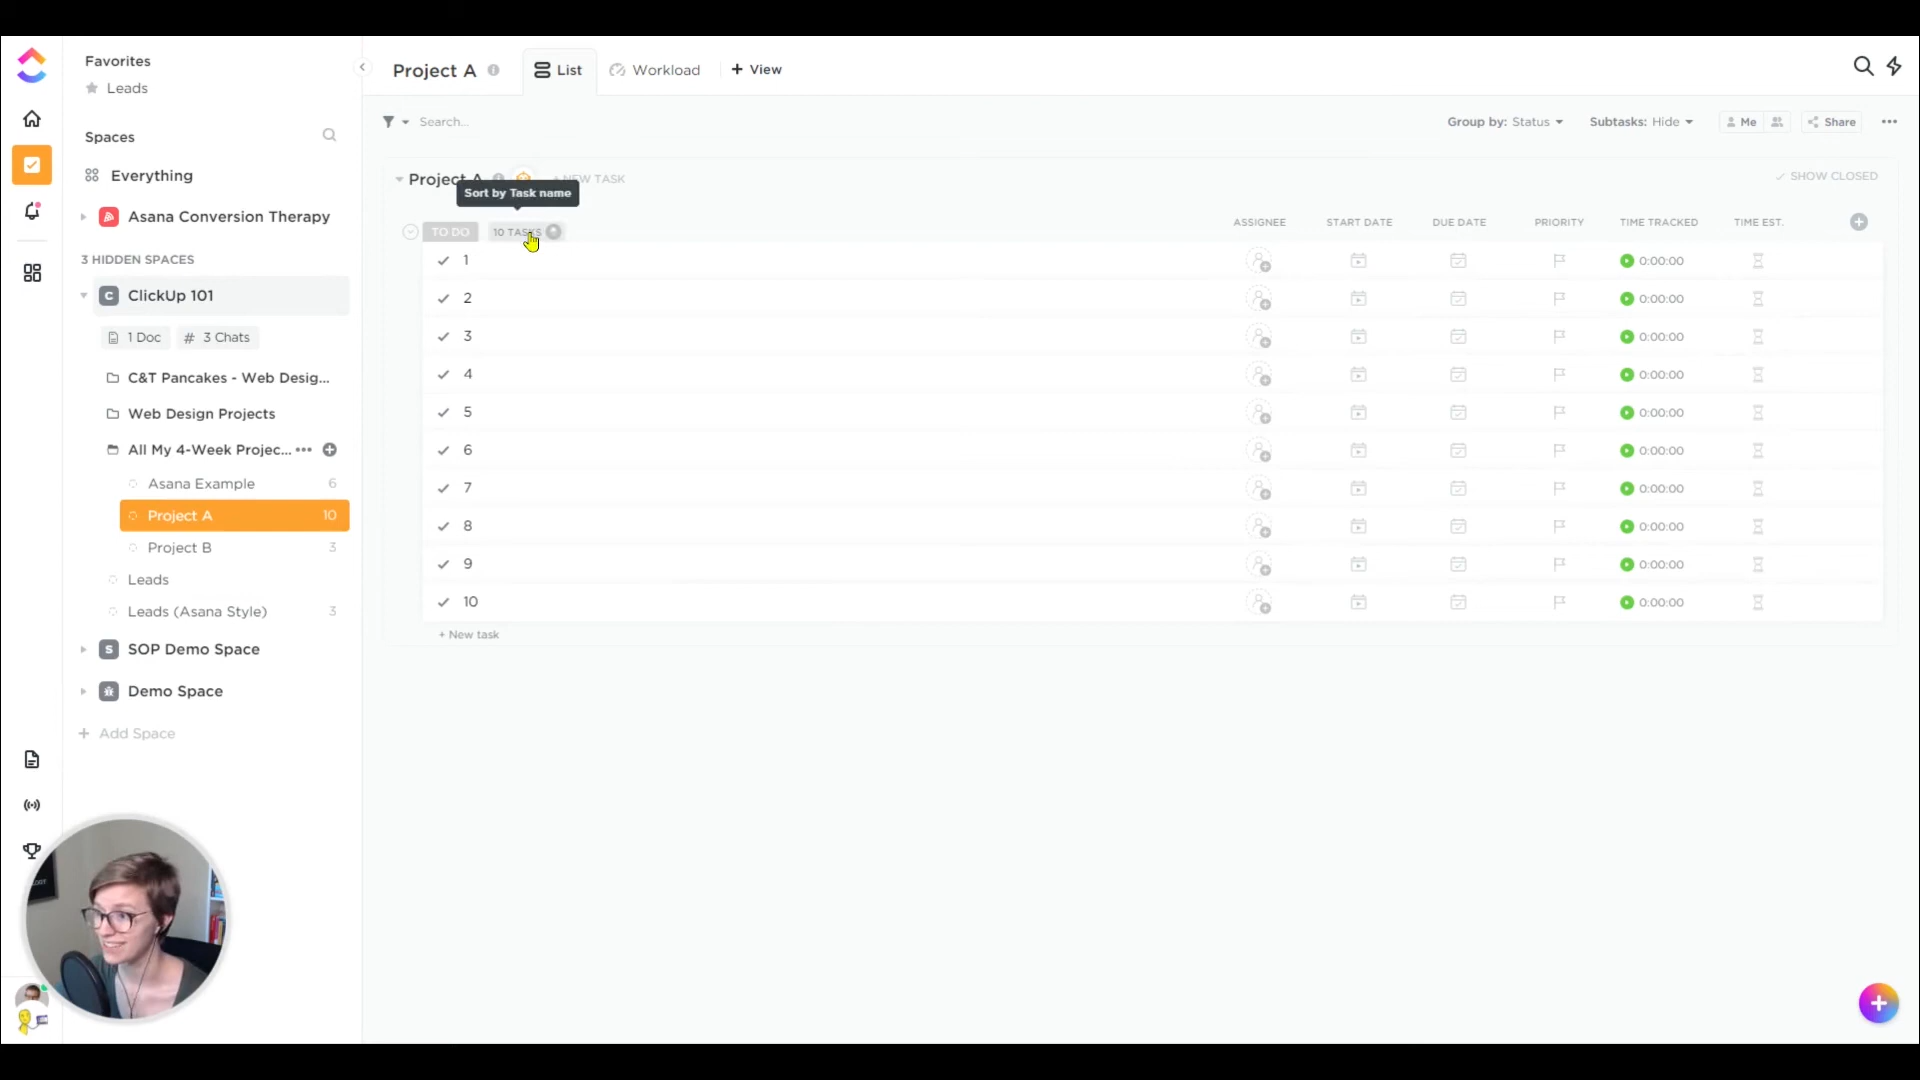 Favorites
Leads
Spaces
Everything
Asana Conversion Therapy
3 HIDDEN SPACES
C ClickUp 101
1 Doc # 3 Chats
C&T Pancakes - Web Desig...
Web Design Projects
All My 4-Week Projec...
Asana Example 6
Project A 10
Project B 3
Leads
Leads (Asana Style) 3
S SOP Demo Space
Demo Space
+ Add Space
Project A
List
Workload
+ View
Search...
Group by: Status
Subtasks: Hide
Me
Share
Project A
+ NEW TASK
SHOW CLOSED
Sort by Task name
TO DO 10 TASKS ASSIGNEE START DATE DUE DATE PRIORITY TIME TRACKED TIME EST.
1 0:00:00
2 0:00:00
3 0:00:00
4 0:00:00
5 0:00:00
6 0:00:00
7 0:00:00
8 0:00:00
9 0:00:00
10 0:00:00
+ New task